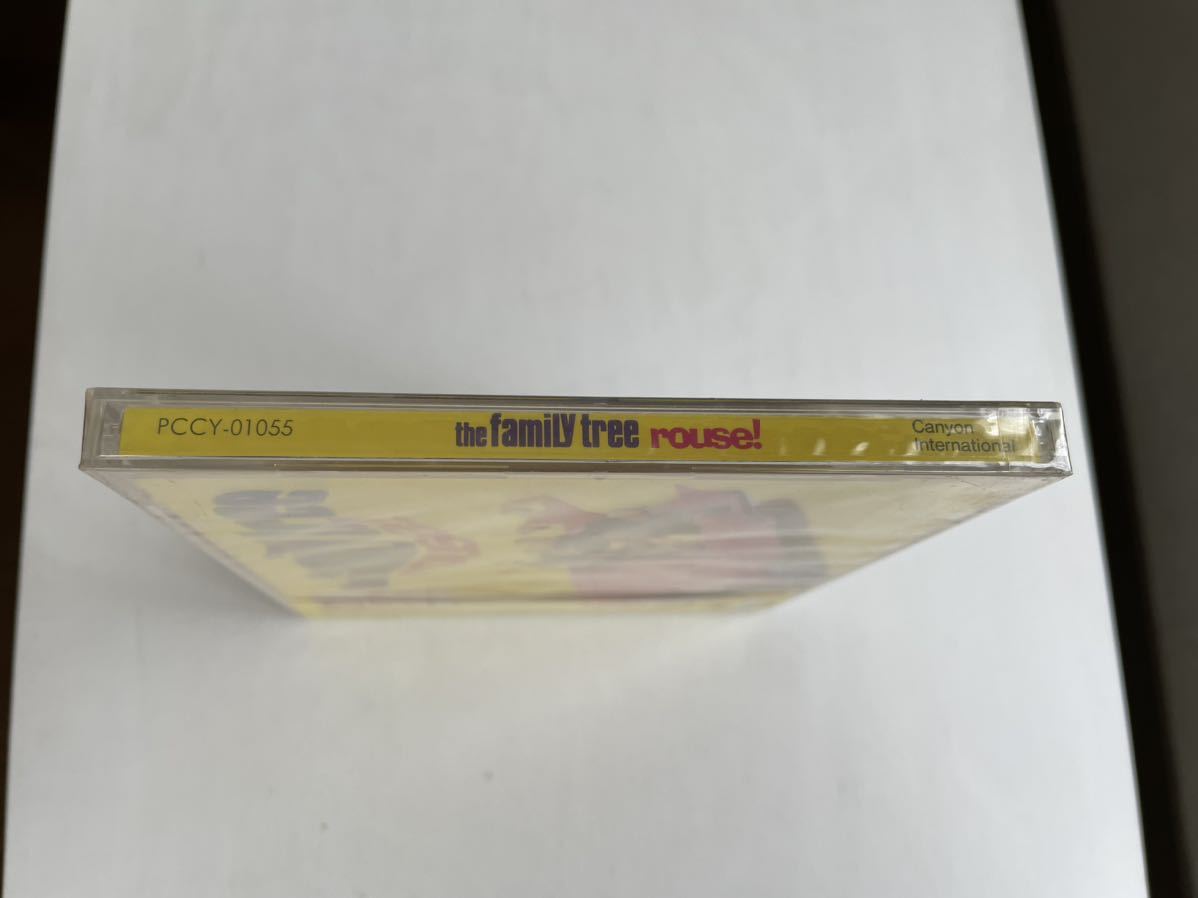 PCCY-01055
the famiLy tree rouse!
Canyon
International